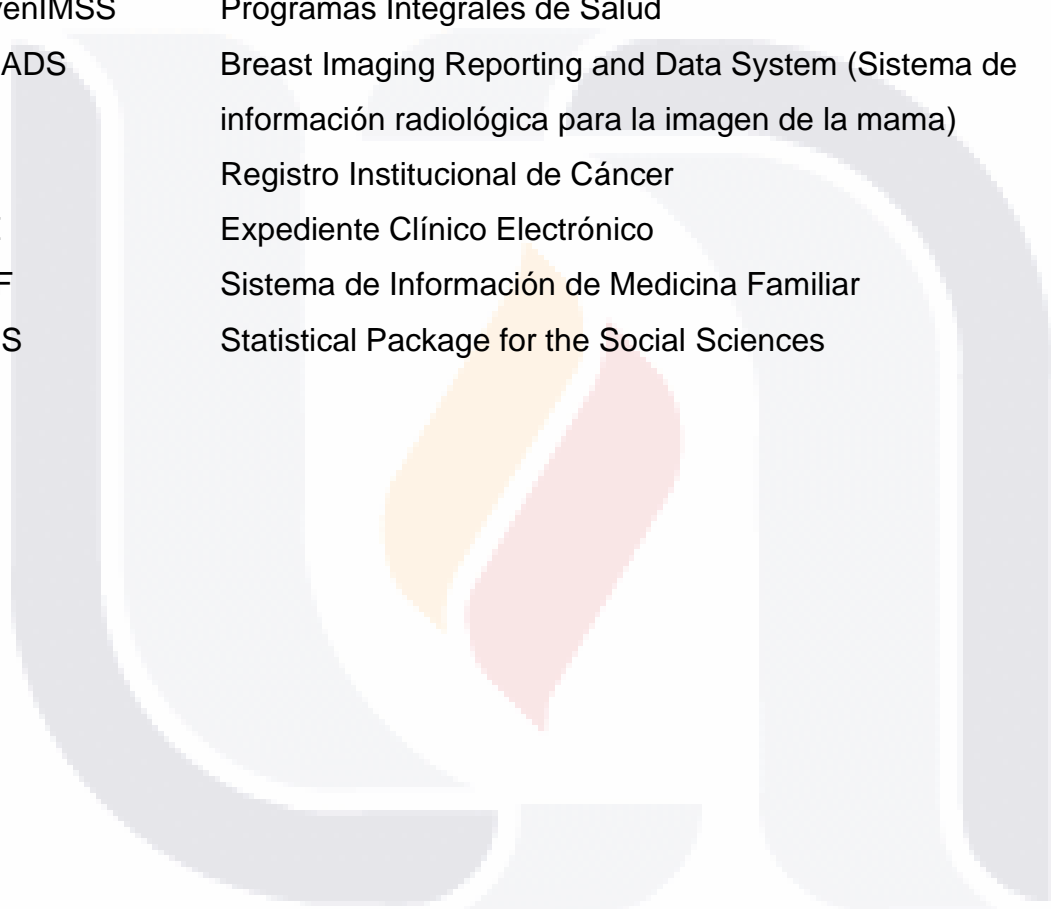 venIMSS Programas Integrales de Salud
ADS Breast Imaging Reporting and Data System (Sistema de
información radiológica para la imagen de la mama)
Registro Institucional de Cáncer
Expediente Clínico Electrónico
F Sistema de Información de Medicina Familiar
S Statistical Package for the Social Sciences